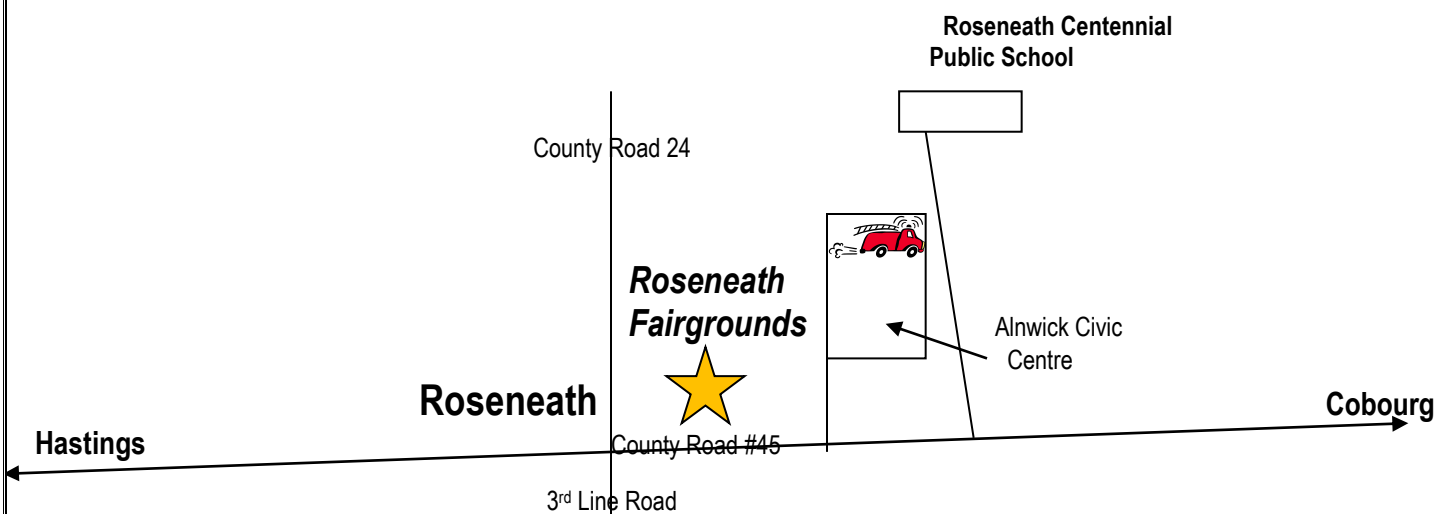 Roseneath Centennial
Public School
County Road 24
Roseneath
Fairgrounds
Alnwick Civic
Centre
Roseneath
Cobourg
Hastings
County Road #45
3rd Line Road